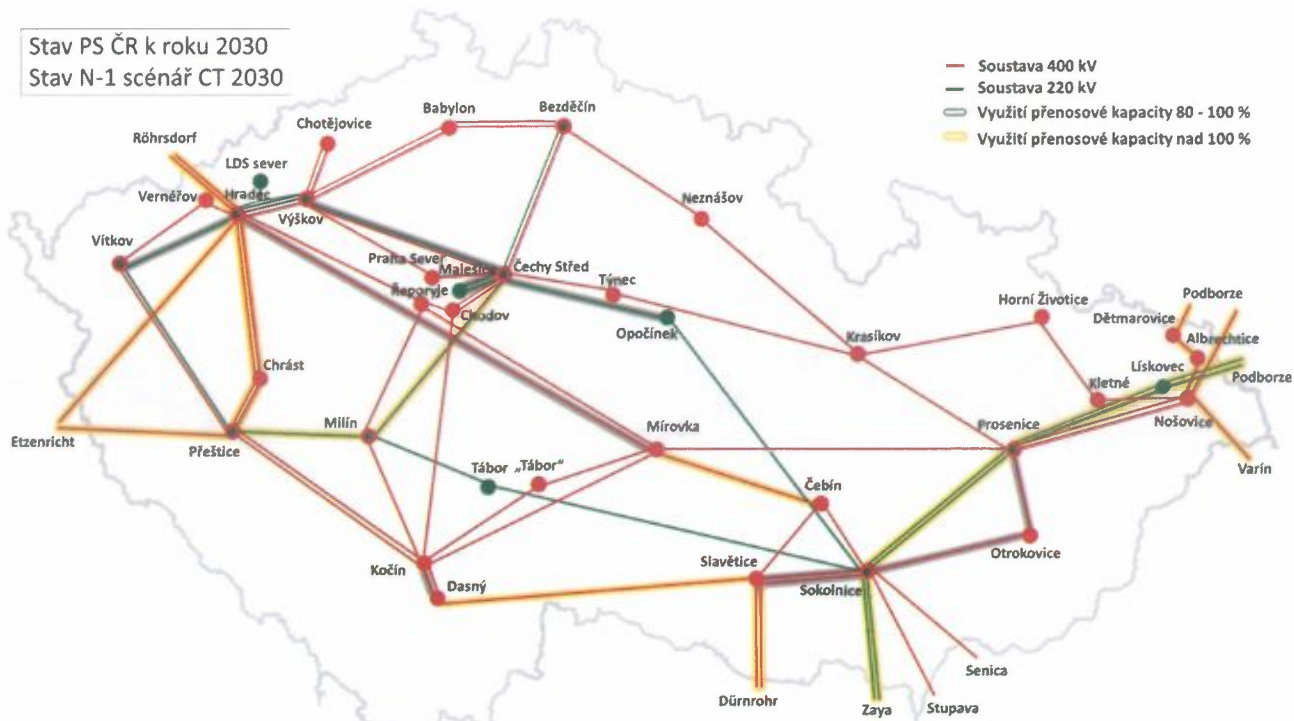 Stav PS ČR k roku 2030
Stav N-1 scénář CT 2030
Soustava 400 kV
Soustava 220 kV
Využití přenosové kapacity 80 - 100 %
Využití přenosové kapacity nad 100 %
Babylon
Bezděčín
Chotějovice
Röhrsdorf
LDS sever
Vernéřov
Hradec
Výškov
Neznášov
Vítkov
Praha Sever
Malešice
Čechy Střed
Týnec
Řeporyje
Chodov
Opočínek
Horní Životice
Podborze
Dětmarovice
Albrechtice
Krasíkov
Lískovec
Podborze
Chrást
Kletné
Nošovice
Etzenricht
Přeštice
Milín
Mírovka
Prosenice
Varín
Tábor
„Tábor“
Čebín
Otrokovice
Kočín
Dasný
Slavětice
Sokolnice
Senica
Dürnrohr
Zaya
Stupava